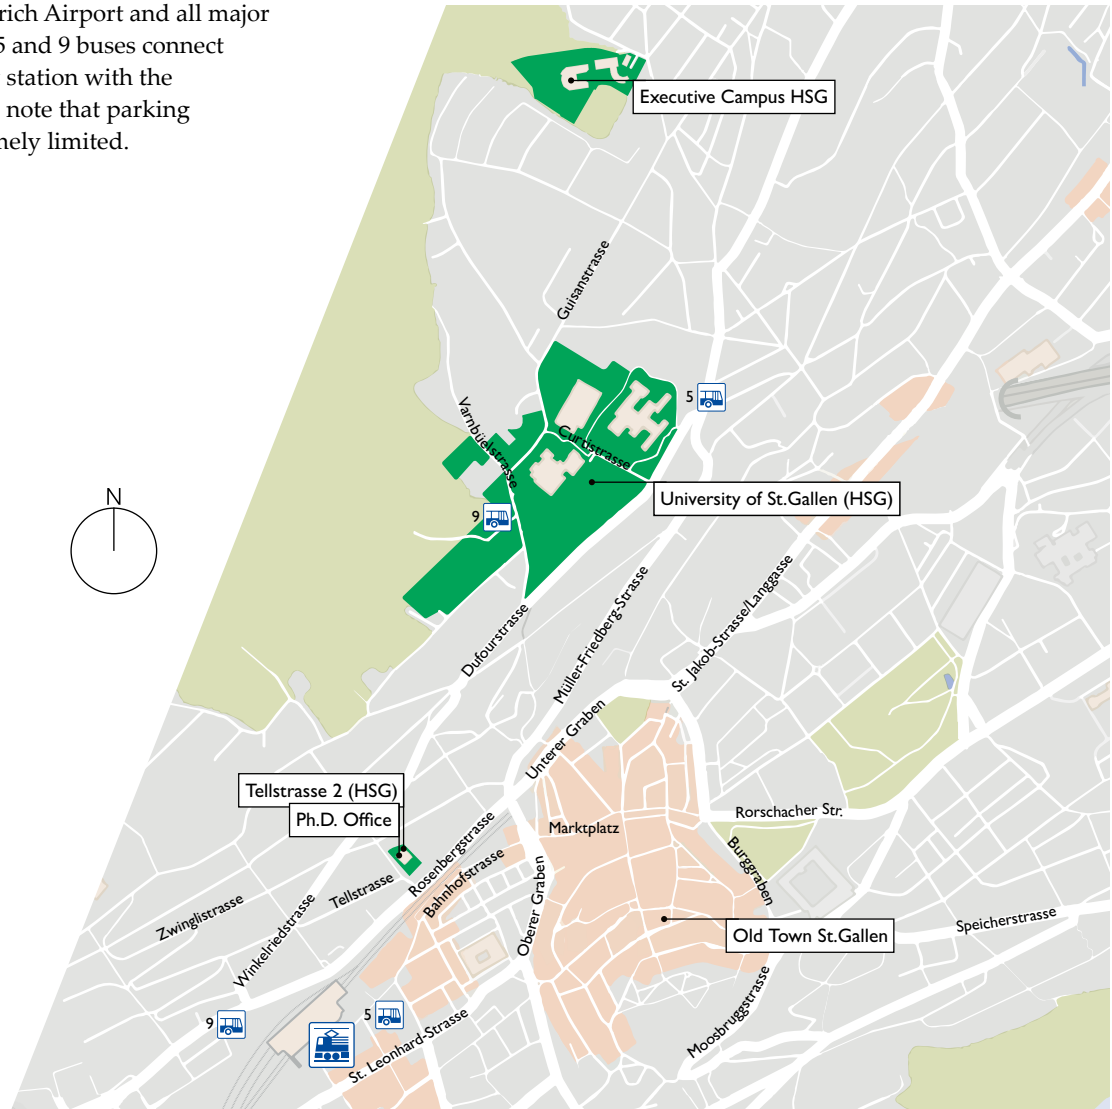 rich Airport and all major
5 and 9 buses connect
station with the
note that parking
nely limited.
Executive Campus HSG
Guisanstrasse
5
Varnbüelstrasse
Curtistrasse
University of St.Gallen (HSG)
N
9
Dufourstrasse
Müller-Friedberg-Strasse
St. Jakob-Strasse/Langgasse
Unterer Graben
Tellstrasse 2 (HSG)
Ph.D. Office
Rorschacher Str.
Marktplatz
Rosenbergstrasse
Bahnhofstrasse
Burggraben
Tellstrasse
Zwinglistrasse
Winkelriedstrasse
Oberer Graben
Old Town St.Gallen
Speicherstrasse
Moosbruggstrasse
9
5
St. Leonhard-Strasse